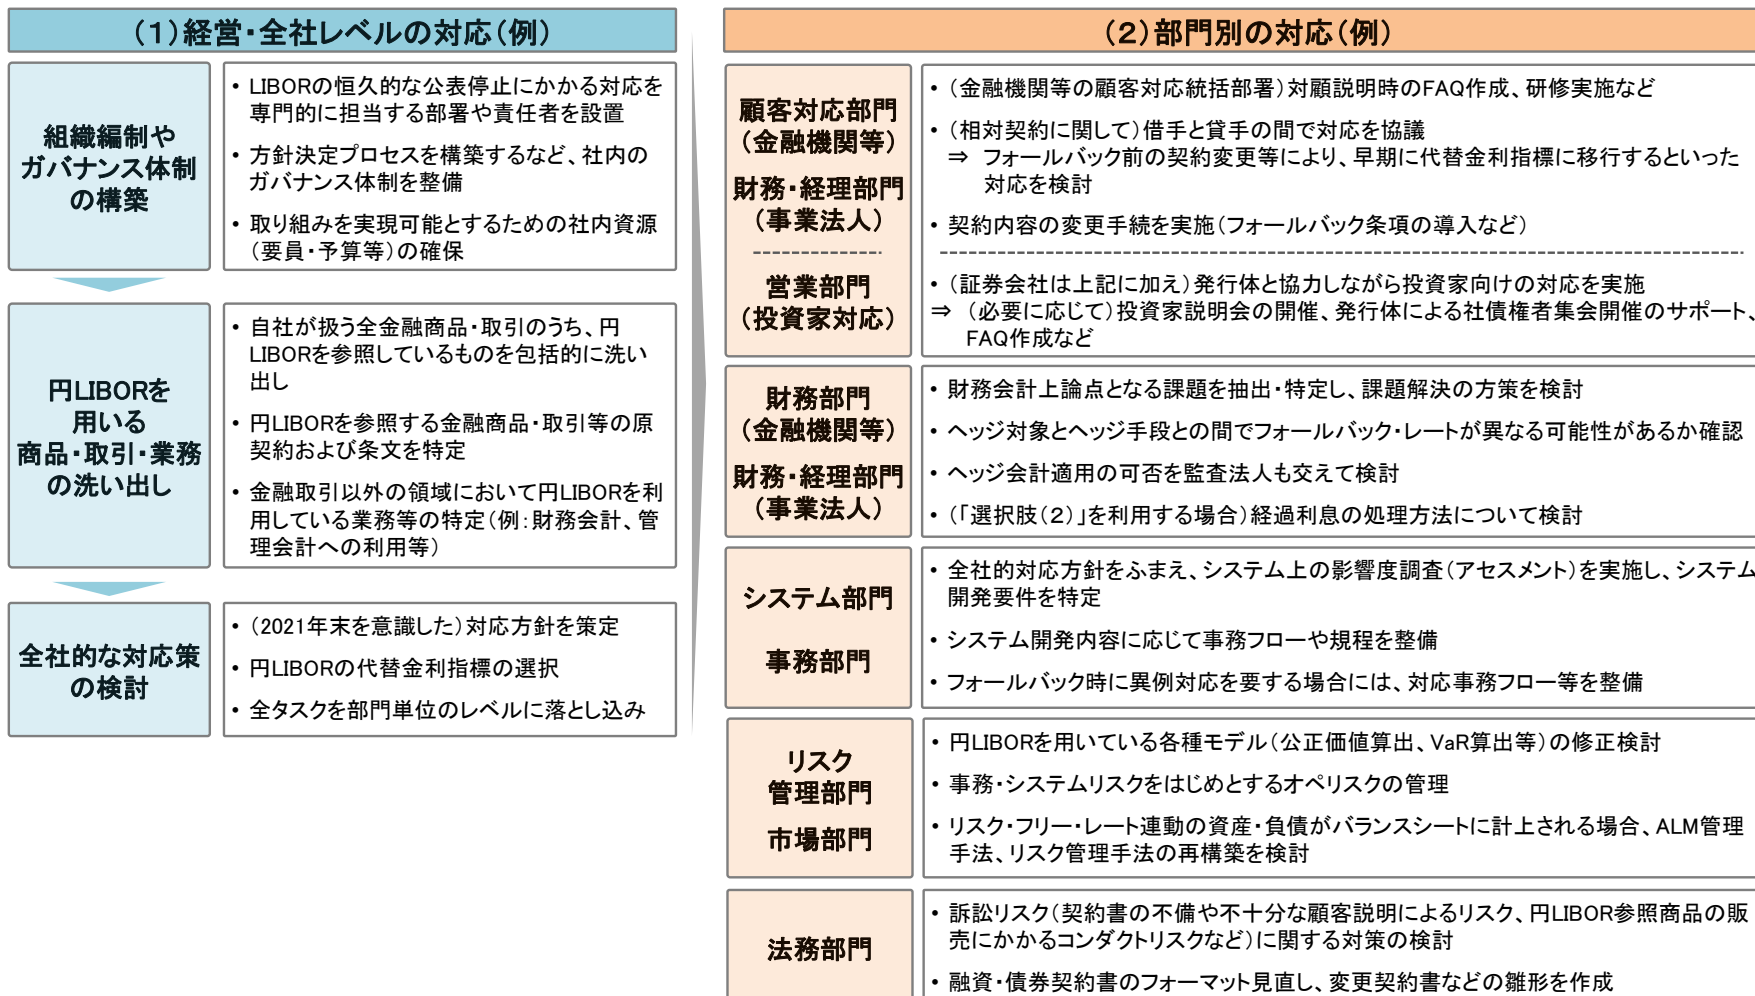 (1)経営・全社レベルの対応(例)
組織編制や
ガバナンス体制
の構築
• LIBORの恒久的な公表停止にかかる対応を
専門的に担当する部署や責任者を設置
• 方針決定プロセスを構築するなど、社内の
ガバナンス体制を整備
• 取り組みを実現可能とするための社内資源
(要員・予算等)の確保
円LIBORを
用いる
商品・取引・業務
の洗い出し
• 自社が扱う全金融商品・取引のうち、円
LIBORを参照しているものを包括的に洗い
出し
• 円LIBORを参照する金融商品・取引等の原
契約および条文を特定
• 金融取引以外の領域において円LIBORを利
用している業務等の特定(例:財務会計、管
理会計への利用等)
全社的な対応策
の検討
• (2021年末を意識した)対応方針を策定
• 円LIBORの代替金利指標の選択
• 全タスクを部門単位のレベルに落とし込み
(2)部門別の対応(例)
顧客対応部門
(金融機関等)
財務・経理部門
(事業法人)
• (金融機関等の顧客対応統括部署)対顧説明時のFAQ作成、研修実施など
• (相対契約に関して)借手と貸手の間で対応を協議
⇒ フォールバック前の契約変更等により、早期に代替金利指標に移行するといった
対応を検討
• 契約内容の変更手続を実施(フォールバック条項の導入など)
営業部門
(投資家対応)
• (証券会社は上記に加え)発行体と協力しながら投資家向けの対応を実施
⇒ (必要に応じて)投資家説明会の開催、発行体による社債権者集会開催のサポート、
FAQ作成など
財務部門
(金融機関等)
財務・経理部門
(事業法人)
• 財務会計上論点となる課題を抽出・特定し、課題解決の方策を検討
• ヘッジ対象とヘッジ手段との間でフォールバック・レートが異なる可能性があるか確認
• ヘッジ会計適用の可否を監査法人も交えて検討
• (「選択肢(2)」を利用する場合)経過利息の処理方法について検討
システム部門
事務部門
• 全社的対応方針をふまえ、システム上の影響度調査(アセスメント)を実施し、システム
開発要件を特定
• システム開発内容に応じて事務フローや規程を整備
• フォールバック時に異例対応を要する場合には、対応事務フロー等を整備
リスク
管理部門
市場部門
• 円LIBORを用いている各種モデル(公正価値算出、VaR算出等)の修正検討
• 事務・システムリスクをはじめとするオペリスクの管理
• リスク・フリー・レート連動の資産・負債がバランスシートに計上される場合、ALM管理
手法、リスク管理手法の再構築を検討
法務部門
• 訴訟リスク(契約書の不備や不十分な顧客説明によるリスク、円LIBOR参照商品の販
売にかかるコンダクトリスクなど)に関する対策の検討
• 融資・債券契約書のフォーマット見直し、変更契約書などの雛形を作成